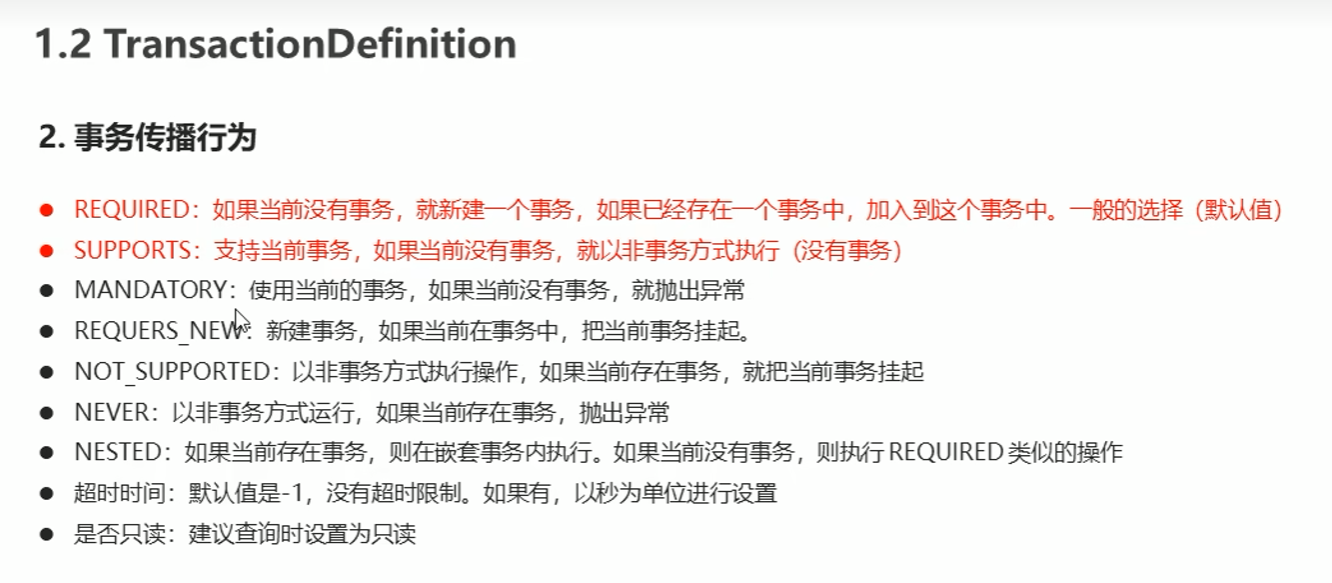 1.2 TransactionDefinition
2. 事务传播行为
● REQUIRED：如果当前没有事务，就新建一个事务，如果已经存在一个事务中，加入到这个事务中。一般的选择（默认值）
● SUPPORTS：支持当前事务，如果当前没有事务，就以非事务方式执行（没有事务）
● MANDATORY：使用当前的事务，如果当前没有事务，就抛出异常
● REQUERS_NEW：新建事务，如果当前在事务中，把当前事务挂起。
● NOT_SUPPORTED：以非事务方式执行操作，如果当前存在事务，就把当前事务挂起
● NEVER：以非事务方式运行，如果当前存在事务，抛出异常
● NESTED：如果当前存在事务，则在嵌套事务内执行。如果当前没有事务，则执行 REQUIRED 类似的操作
● 超时时间：默认值是-1，没有超时限制。如果有，以秒为单位进行设置
● 是否只读：建议查询时设置为只读